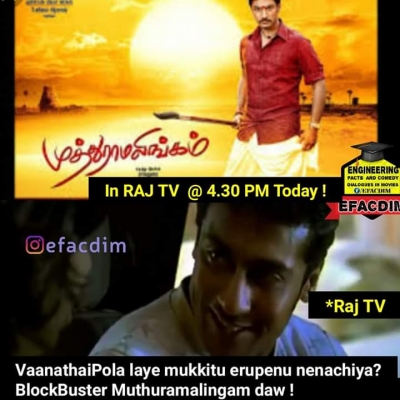 முத்துராமலிங்கம்
In RAJ TV @ 4.30 PM Today !
ENGINEERING
FACTS AND COMEDY
DIALOGUES IN MOVIES
/EFACDIM
EFACDIM
efacdim
*Raj TV
VaanathaiPola laye mukkitu erupenu nenachiya?
BlockBuster Muthuramalingam daw !